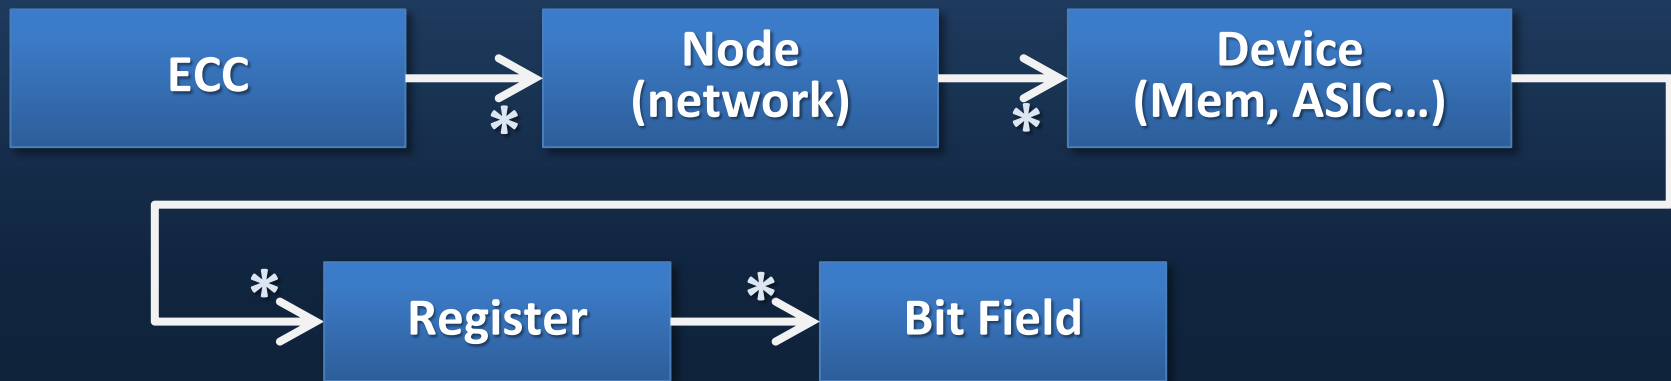 ECC
Node
(network)
*
Device
(Mem, ASIC...)
*
*
Register
*
Bit Field